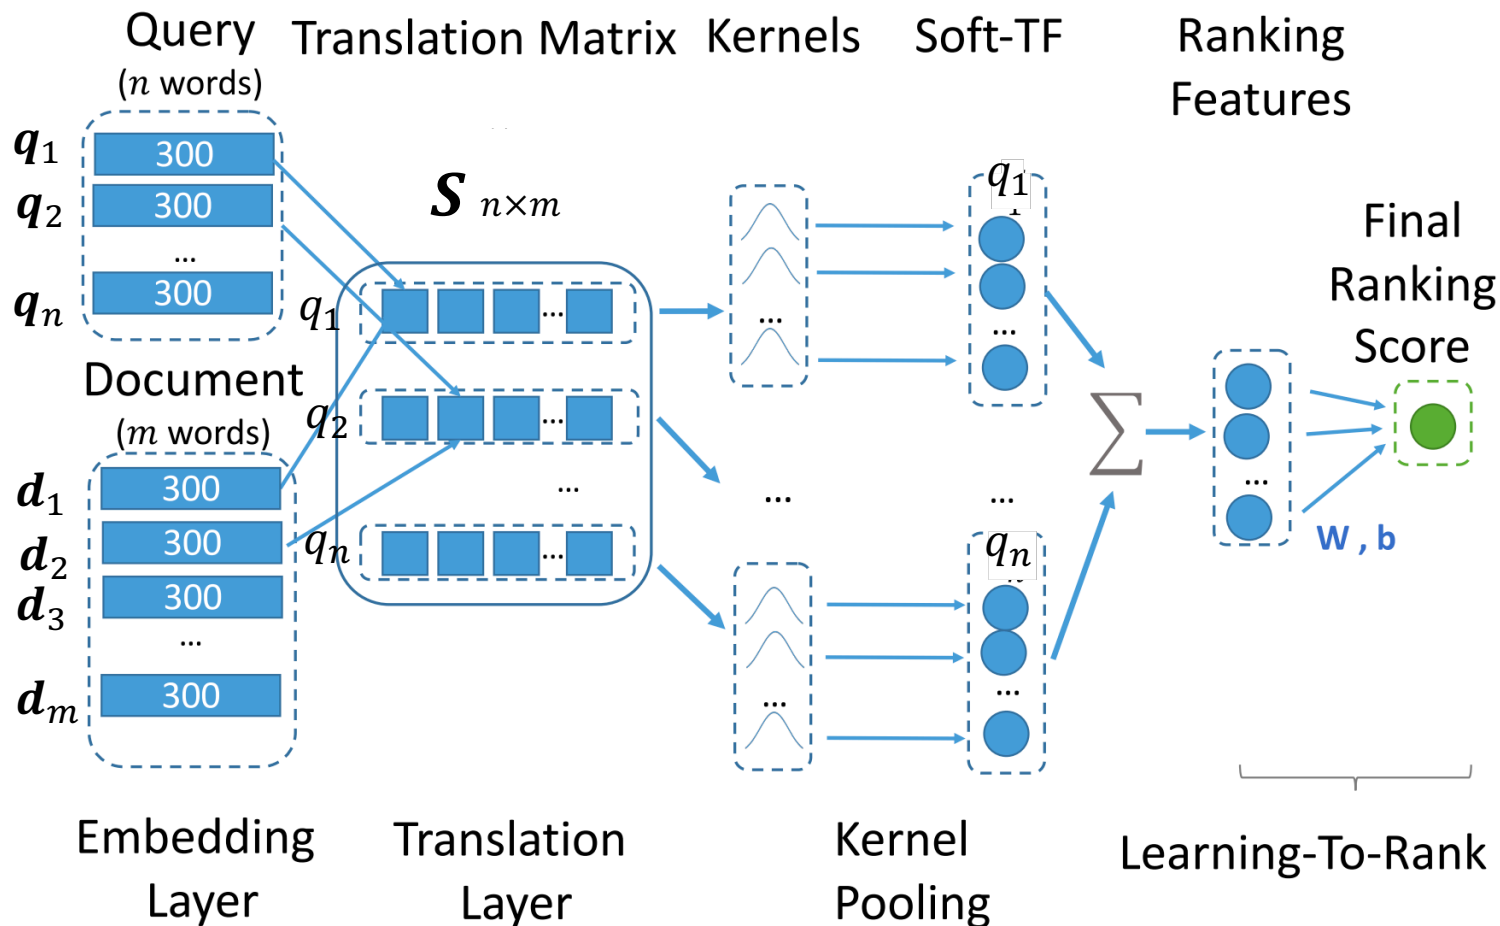 Query
(n words)
Translation Matrix
Kernels
Soft-TF
Ranking
Features
q1 300
q2 300
...
qn 300
S n×m
q1 ...
q2 ...
...
qn ...
Document
(m words)
d1 300
d2 300
d3 300
...
dm 300
...
...
...
q1
...
...
qn
...
∑
...
W , b
Final
Ranking
Score
Embedding
Layer
Translation
Layer
Kernel
Pooling
Learning-To-Rank